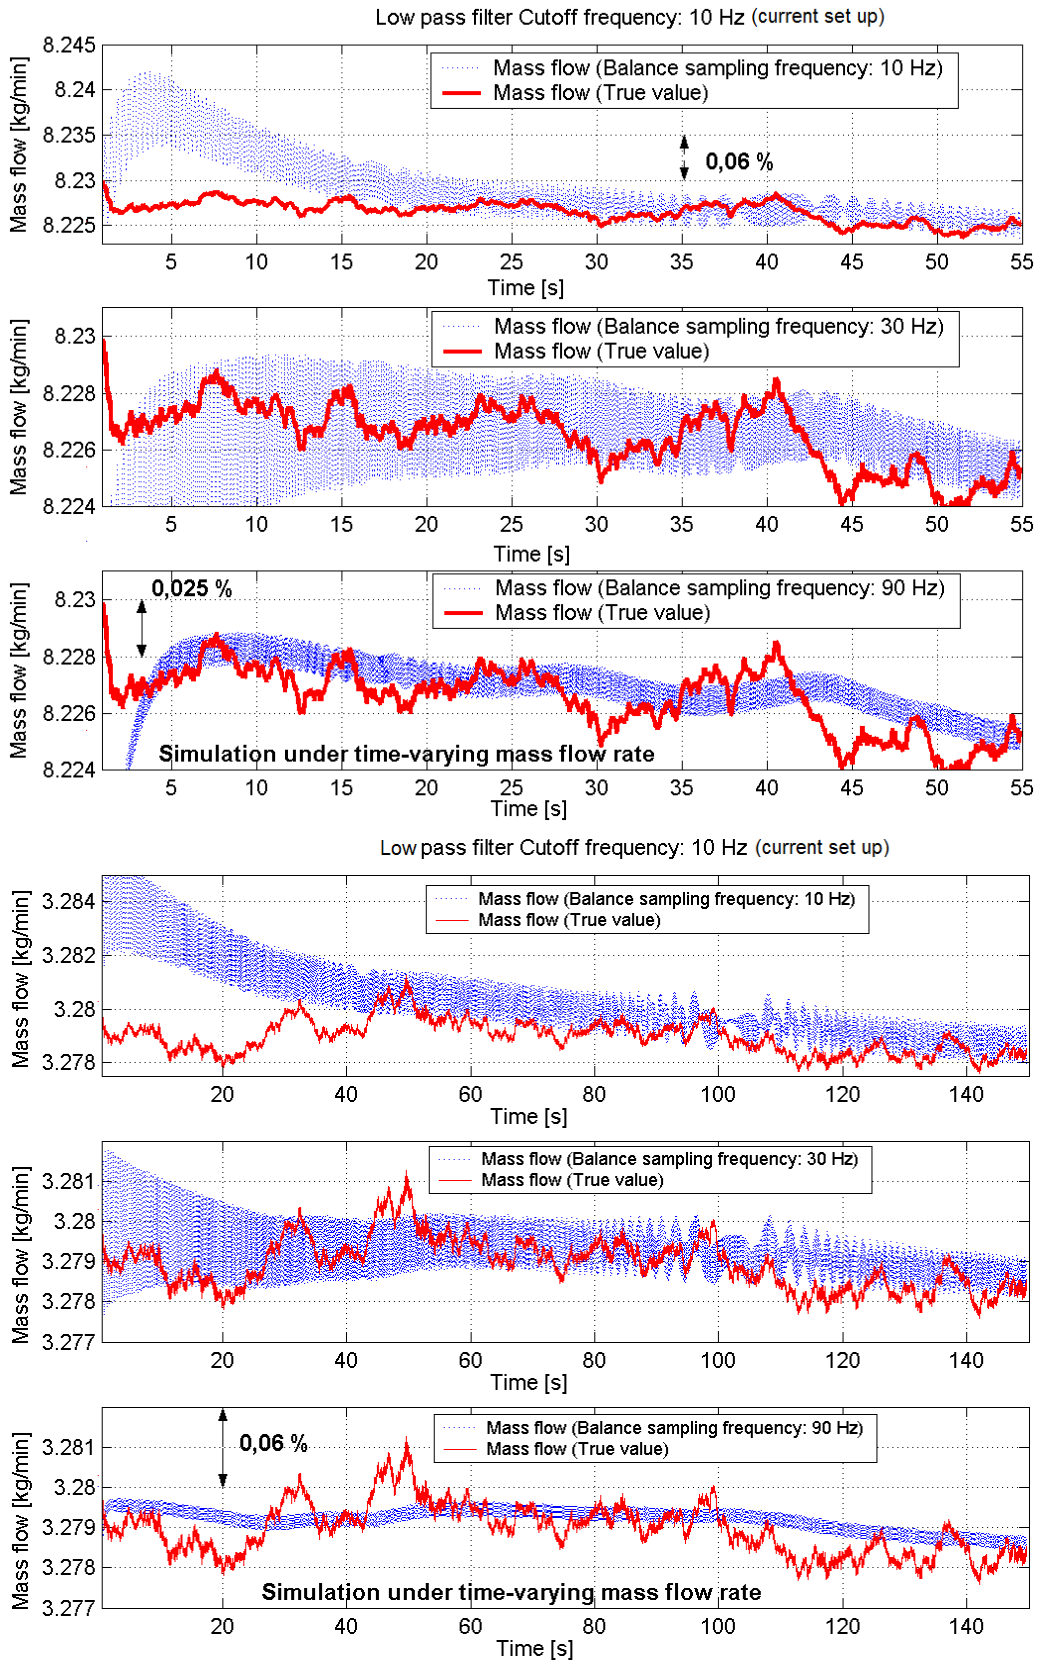 Low pass filter Cutoff frequency: 10 Hz (current set up)
Mass flow [kg/min]
8.245
8.24
8.235
8.23
8.225
Mass flow (Balance sampling frequency: 10 Hz)
Mass flow (True value)
0,06 %
5 10 15 20 25 30 35 40 45 50 55
Time [s]
Mass flow [kg/min]
8.23
8.228
8.226
8.224
Mass flow (Balance sampling frequency: 30 Hz)
Mass flow (True value)
5 10 15 20 25 30 35 40 45 50 55
Time [s]
Mass flow [kg/min]
8.23
8.228
8.226
8.224
0,025 %
Mass flow (Balance sampling frequency: 90 Hz)
Mass flow (True value)
Simulation under time-varying mass flow rate
5 10 15 20 25 30 35 40 45 50 55
Time [s]
Low pass filter Cutoff frequency: 10 Hz (current set up)
Mass flow [kg/min]
3.284
3.282
3.28
3.278
Mass flow (Balance sampling frequency: 10 Hz)
Mass flow (True value)
20 40 60 80 100 120 140
Time [s]
Mass flow [kg/min]
3.281
3.28
3.279
3.278
3.277
Mass flow (Balance sampling frequency: 30 Hz)
Mass flow (True value)
20 40 60 80 100 120 140
Time [s]
Mass flow [kg/min]
3.281
3.28
3.279
3.278
3.277
0,06 %
Mass flow (Balance sampling frequency: 90 Hz)
Mass flow (True value)
Simulation under time-varying mass flow rate
20 40 60 80 100 120 140
Time [s]